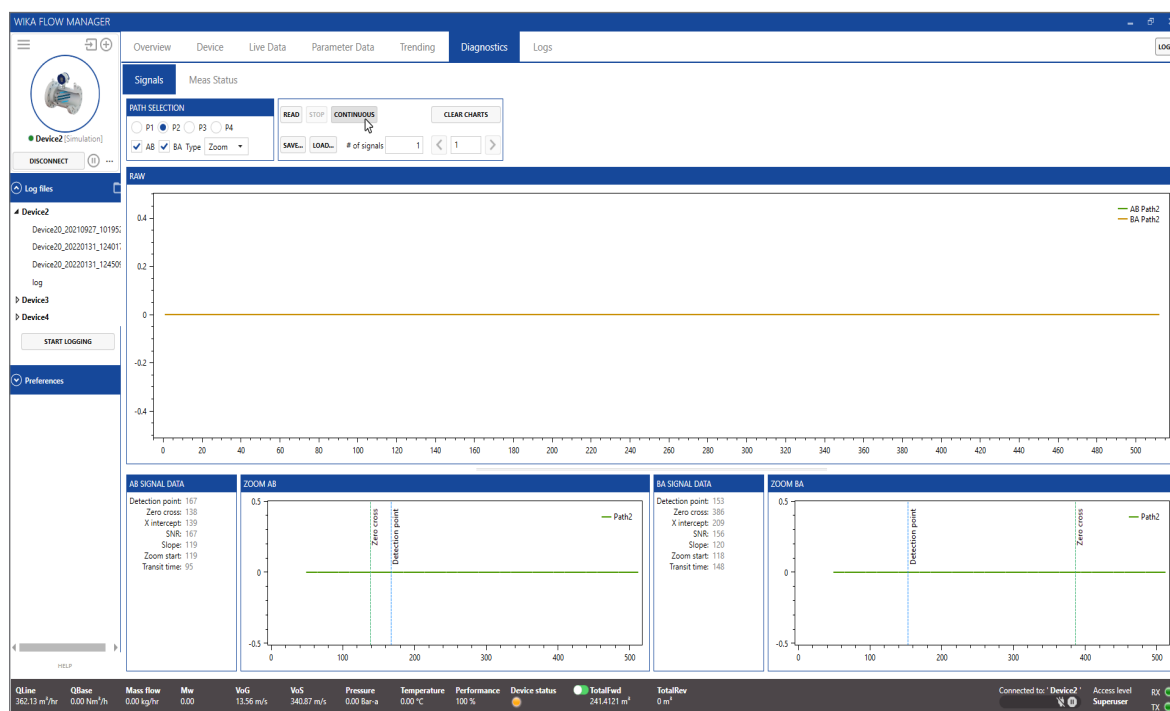 WIKA FLOW MANAGER
Overview Device Live Data Parameter Data Trending Diagnostics Logs
LOG
Signals Meas Status
Device2 [Simulation]
DISCONNECT
Log files
Device2
Device20_20210927_10195
Device20_20220131_12401
Device20_20220131_12450
log
Device3
Device4
START LOGGING
Preferences
HELP
PATH SELECTION
P1 P2 P3 P4
AB BA Type Zoom
READ STOP CONTINUOUS CLEAR CHARTS
SAVE... LOAD... # of signals 1 1
RAW
AB Path2
BA Path2
0.4
0.2
0
-0.2
-0.4
0 20 40 60 80 100 120 140 160 180 200 220 240 260 280 300 320 340 360 380 400 420 440 460 480 500
AB SIGNAL DATA
Detection point: 167
Zero cross: 138
X intercept: 139
SNR: 167
Slope: 119
Zoom start: 119
Transit time: 95
ZOOM AB
Path2
Zero cross
Detection point
0.5
0
-0.5
0 100 200 300 400 500
BA SIGNAL DATA
Detection point: 153
Zero cross: 386
X intercept: 209
SNR: 156
Slope: 120
Zoom start: 118
Transit time: 148
ZOOM BA
Path2
Detection point
Zero cross
0.5
0
-0.5
0 100 200 300 400 500
QLine QBase Mass flow Mw VoG VoS Pressure Temperature Performance Device status TotalFwd TotalRev Connected to: ' Device2 ' Access level RX
362.13 m³/hr 0.00 Nm³/h 0.00 kg/hr 0.00 13.56 m/s 340.87 m/s 0.00 Bar-a 0.00 °C 100 % 241.4121 m³ 0 m³ Superuser TX